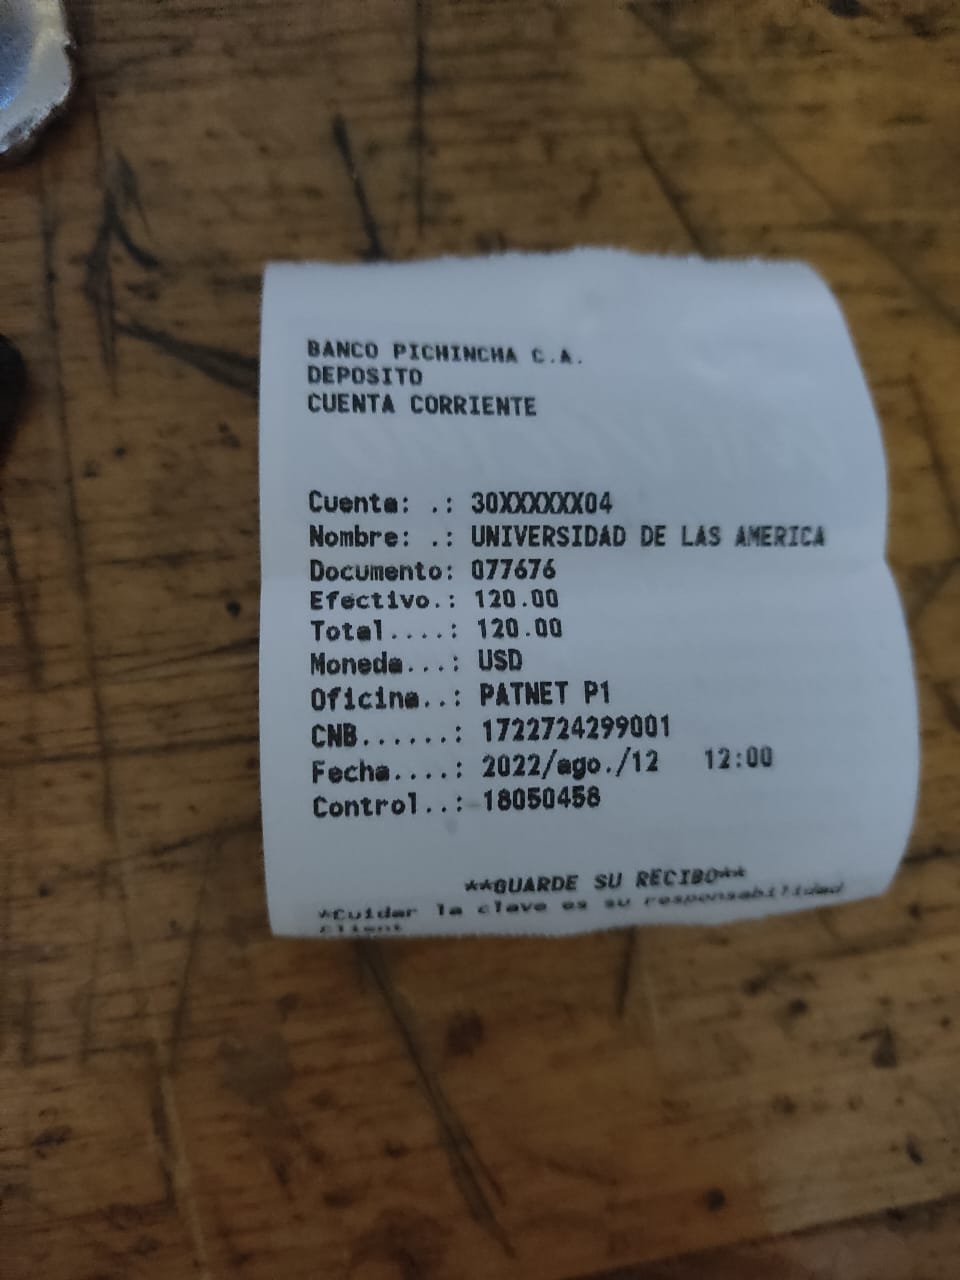 BANCO PICHINCHA C.A.
DEPOSITO
CUENTA CORRIENTE
Cuenta: .: 30XXXXXX04
Nombre: .: UNIVERSIDAD DE LAS AMERICA
Documento: 077676
Efectivo.: 120.00
Total....: 120.00
Moneda...: USD
Oficina..: PATNET P1
CNB......: 1722724299001
Fecha....: 2022/ago./12 12:00
Control..: 18050458
**GUARDE SU RECIBO**
*Cuidar la clave es su responsabilidad
Client